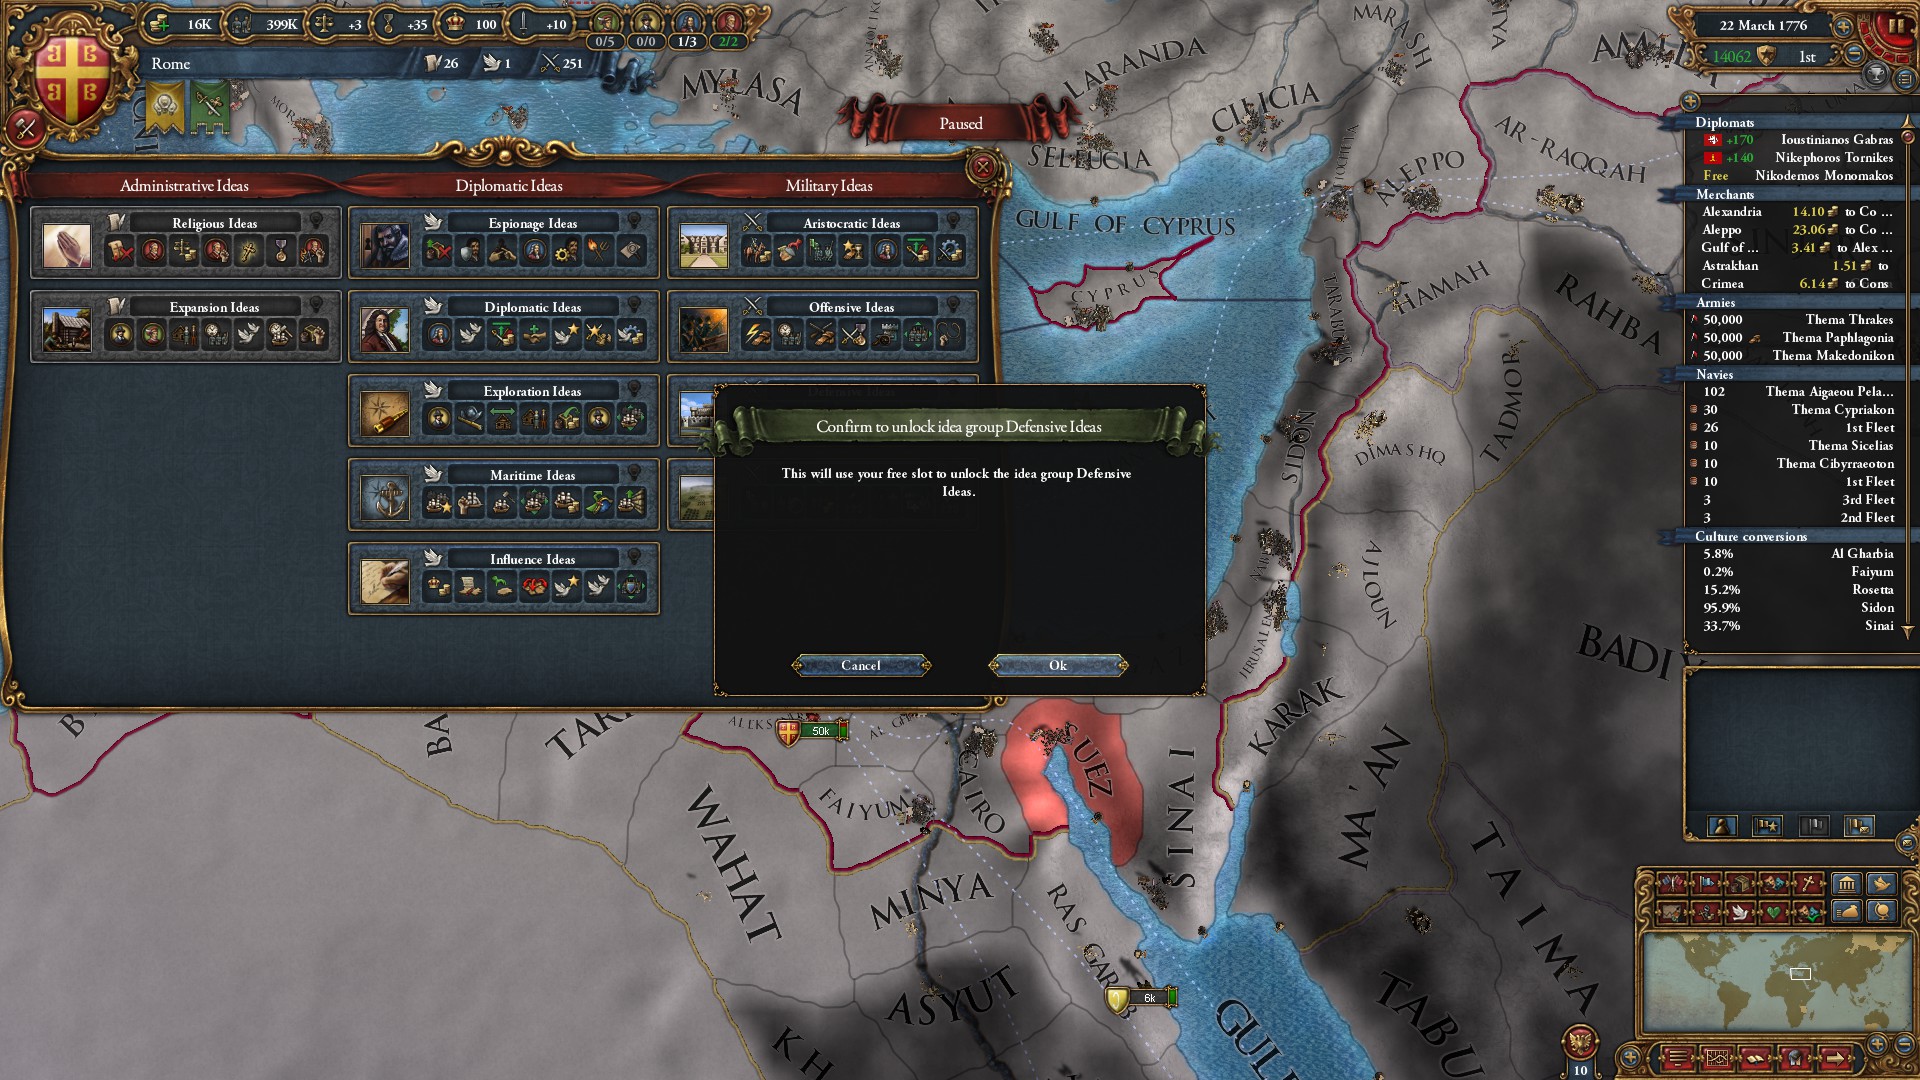 16K
399K
+3
+35
100
+10
0/5
0/0
1/3
2/2
Rome
26
1
251
22 March 1776
14062
1st
Paused
Administrative Ideas
Diplomatic Ideas
Military Ideas
Religious Ideas
Espionage Ideas
Aristocratic Ideas
Expansion Ideas
Diplomatic Ideas
Offensive Ideas
Exploration Ideas
Maritime Ideas
Influence Ideas
Confirm to unlock idea group Defensive Ideas
This will use your free slot to unlock the idea group Defensive
Ideas.
Cancel
Ok
Diplomats
+170 Ioustinianos Gabras
+140 Nikephoros Tornikes
Free Nikodemos Monomakos
Merchants
Alexandria 14.10 to Co ...
Aleppo 23.06 to Co ...
Gulf of ... 3.41 to Alex ...
Astrakhan 1.51 to
Crimea 6.14 to Cons
Armies
50,000 Thema Thrakes
50,000 Thema Paphlagonia
50,000 Thema Makedonikon
Navies
102 Thema Aigaeou Pela...
30 Thema Cypriakon
26 1st Fleet
10 Thema Sicelias
10 Thema Cibyrraeoton
10 1st Fleet
3 3rd Fleet
3 2nd Fleet
Culture conversions
5.8% Al Gharbia
0.2% Faiyum
15.2% Rosetta
95.9% Sidon
33.7% Sinai
MYLASA
LARANDA
MARASH
CILICIA
SELEUCIA
ALEPPO
AR-RAQQAH
GULF OF CYPRUS
CYPRUS
HAMAH
RAHBA
TADMOR
SIDON
DIMASHQ
AJLOUN
BADIY
KARAK
MA'AN
SINAI
SUEZ
CAIRO
FAIYUM
WAHAT
MINYA
RAS GARIB
ASYUT
TAIMA
TABU
GULF
KH
50k
6k
10